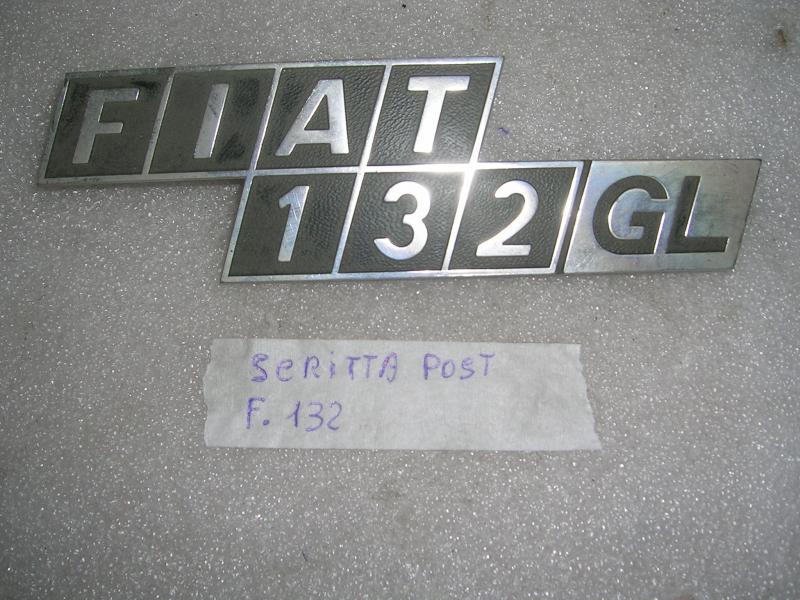 FIAT
132 GL
SCRITTA POST
F. 132